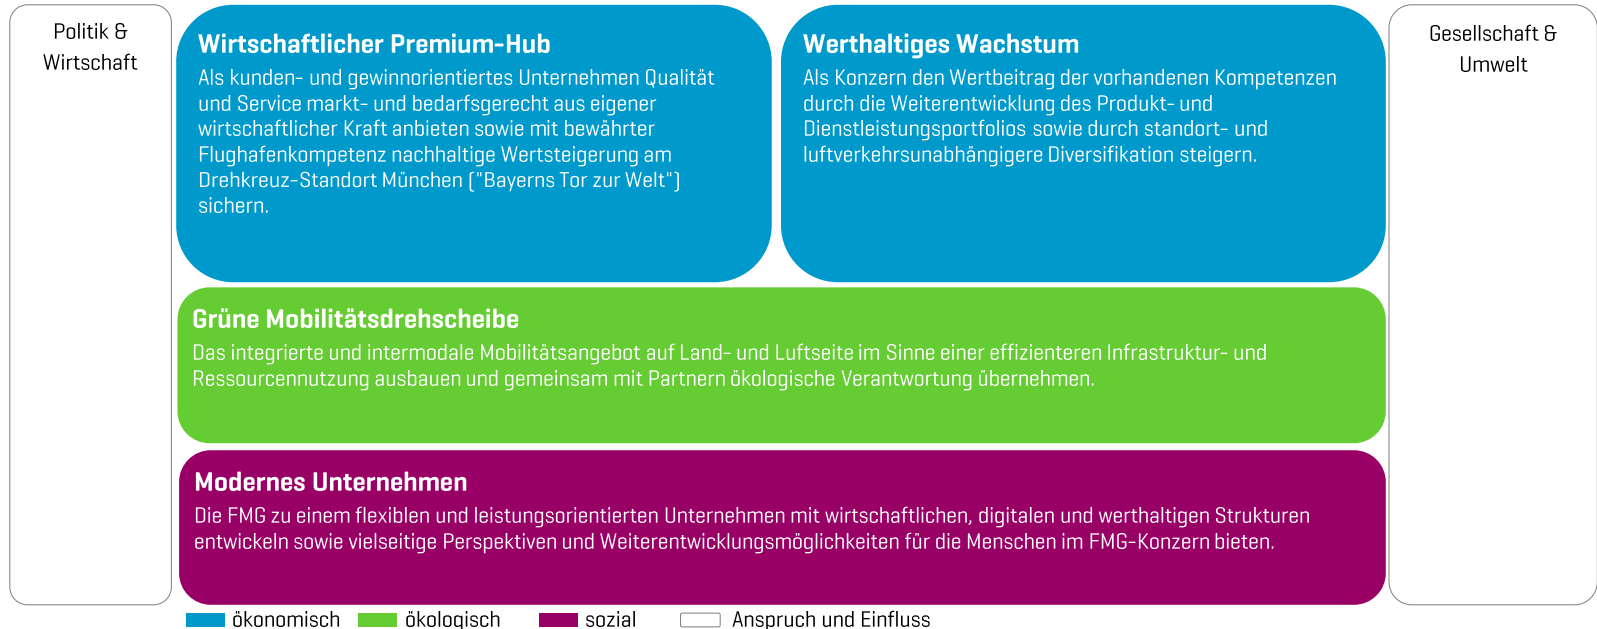 Politik &
Wirtschaft
Wirtschaftlicher Premium-Hub
Als kunden- und gewinnorientiertes Unternehmen Qualität
und Service markt- und bedarfsgerecht aus eigener
wirtschaftlicher Kraft anbieten sowie mit bewährter
Flughafenkompetenz nachhaltige Wertsteigerung am
Drehkreuz-Standort München ("Bayerns Tor zur Welt")
sichern.
Werthaltiges Wachstum
Als Konzern den Wertbeitrag der vorhandenen Kompetenzen
durch die Weiterentwicklung des Produkt- und
Dienstleistungsportfolios sowie durch standort- und
luftverkehrsunabhängigere Diversifikation steigern.
Gesellschaft &
Umwelt
Grüne Mobilitätsdrehscheibe
Das integrierte und intermodale Mobilitätsangebot auf Land- und Luftseite im Sinne einer effizienteren Infrastruktur- und
Ressourcennutzung ausbauen und gemeinsam mit Partnern ökologische Verantwortung übernehmen.
Modernes Unternehmen
Die FMG zu einem flexiblen und leistungsorientierten Unternehmen mit wirtschaftlichen, digitalen und werthaltigen Strukturen
entwickeln sowie vielseitige Perspektiven und Weiterentwicklungsmöglichkeiten für die Menschen im FMG-Konzern bieten.
ökonomisch ökologisch sozial Anspruch und Einfluss